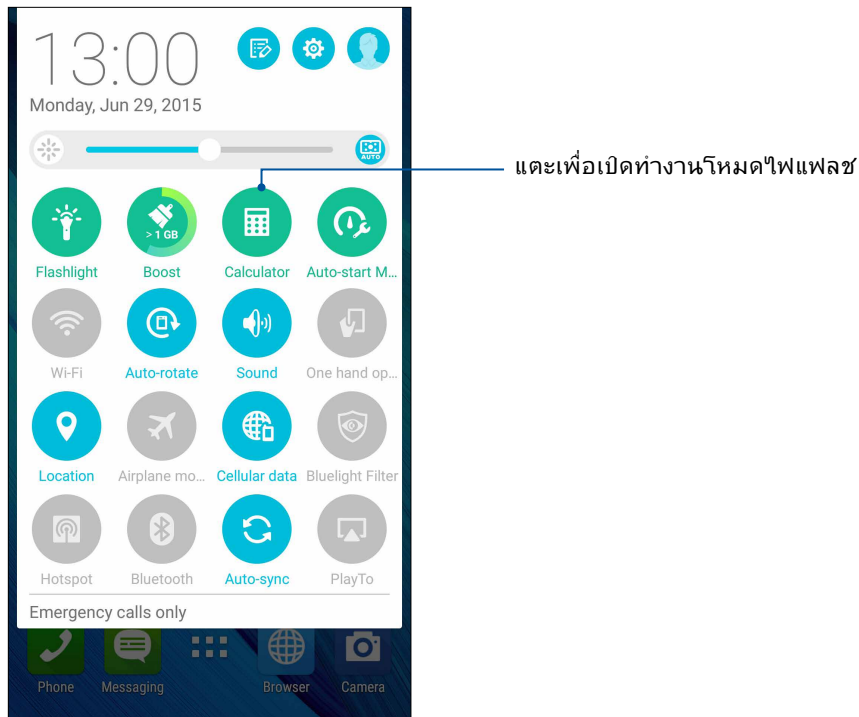 13:00
Monday, Jun 29, 2015
AUTO
แตะเพื่อเปิดทำงานโหมดไฟแฟลช
> 1 GB
Flashlight Boost Calculator Auto-start M...
Wi-Fi Auto-rotate Sound One hand op...
Location Airplane mo... Cellular data Bluelight Filter
Hotspot Bluetooth Auto-sync PlayTo
Emergency calls only
Phone Messaging Browser Camera